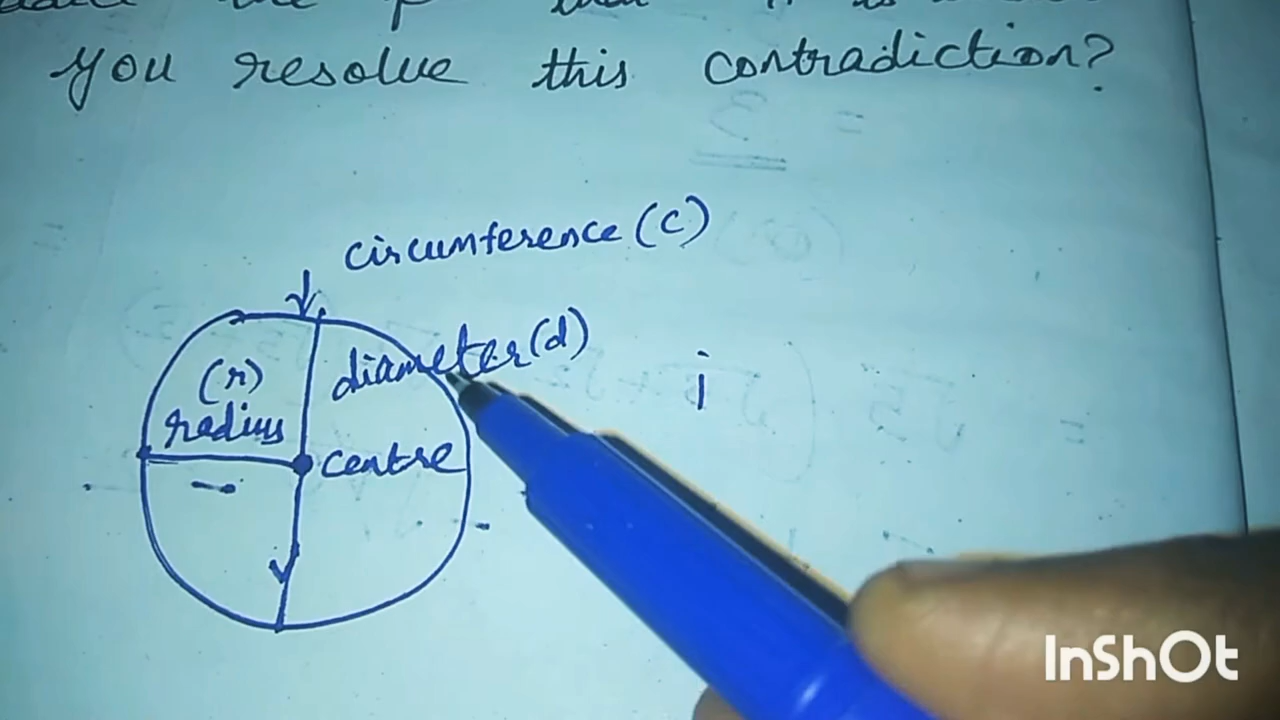 you resolve this contradiction?
circumference (c)
diameter (d)
(r)
radius
centre
i
InShOt